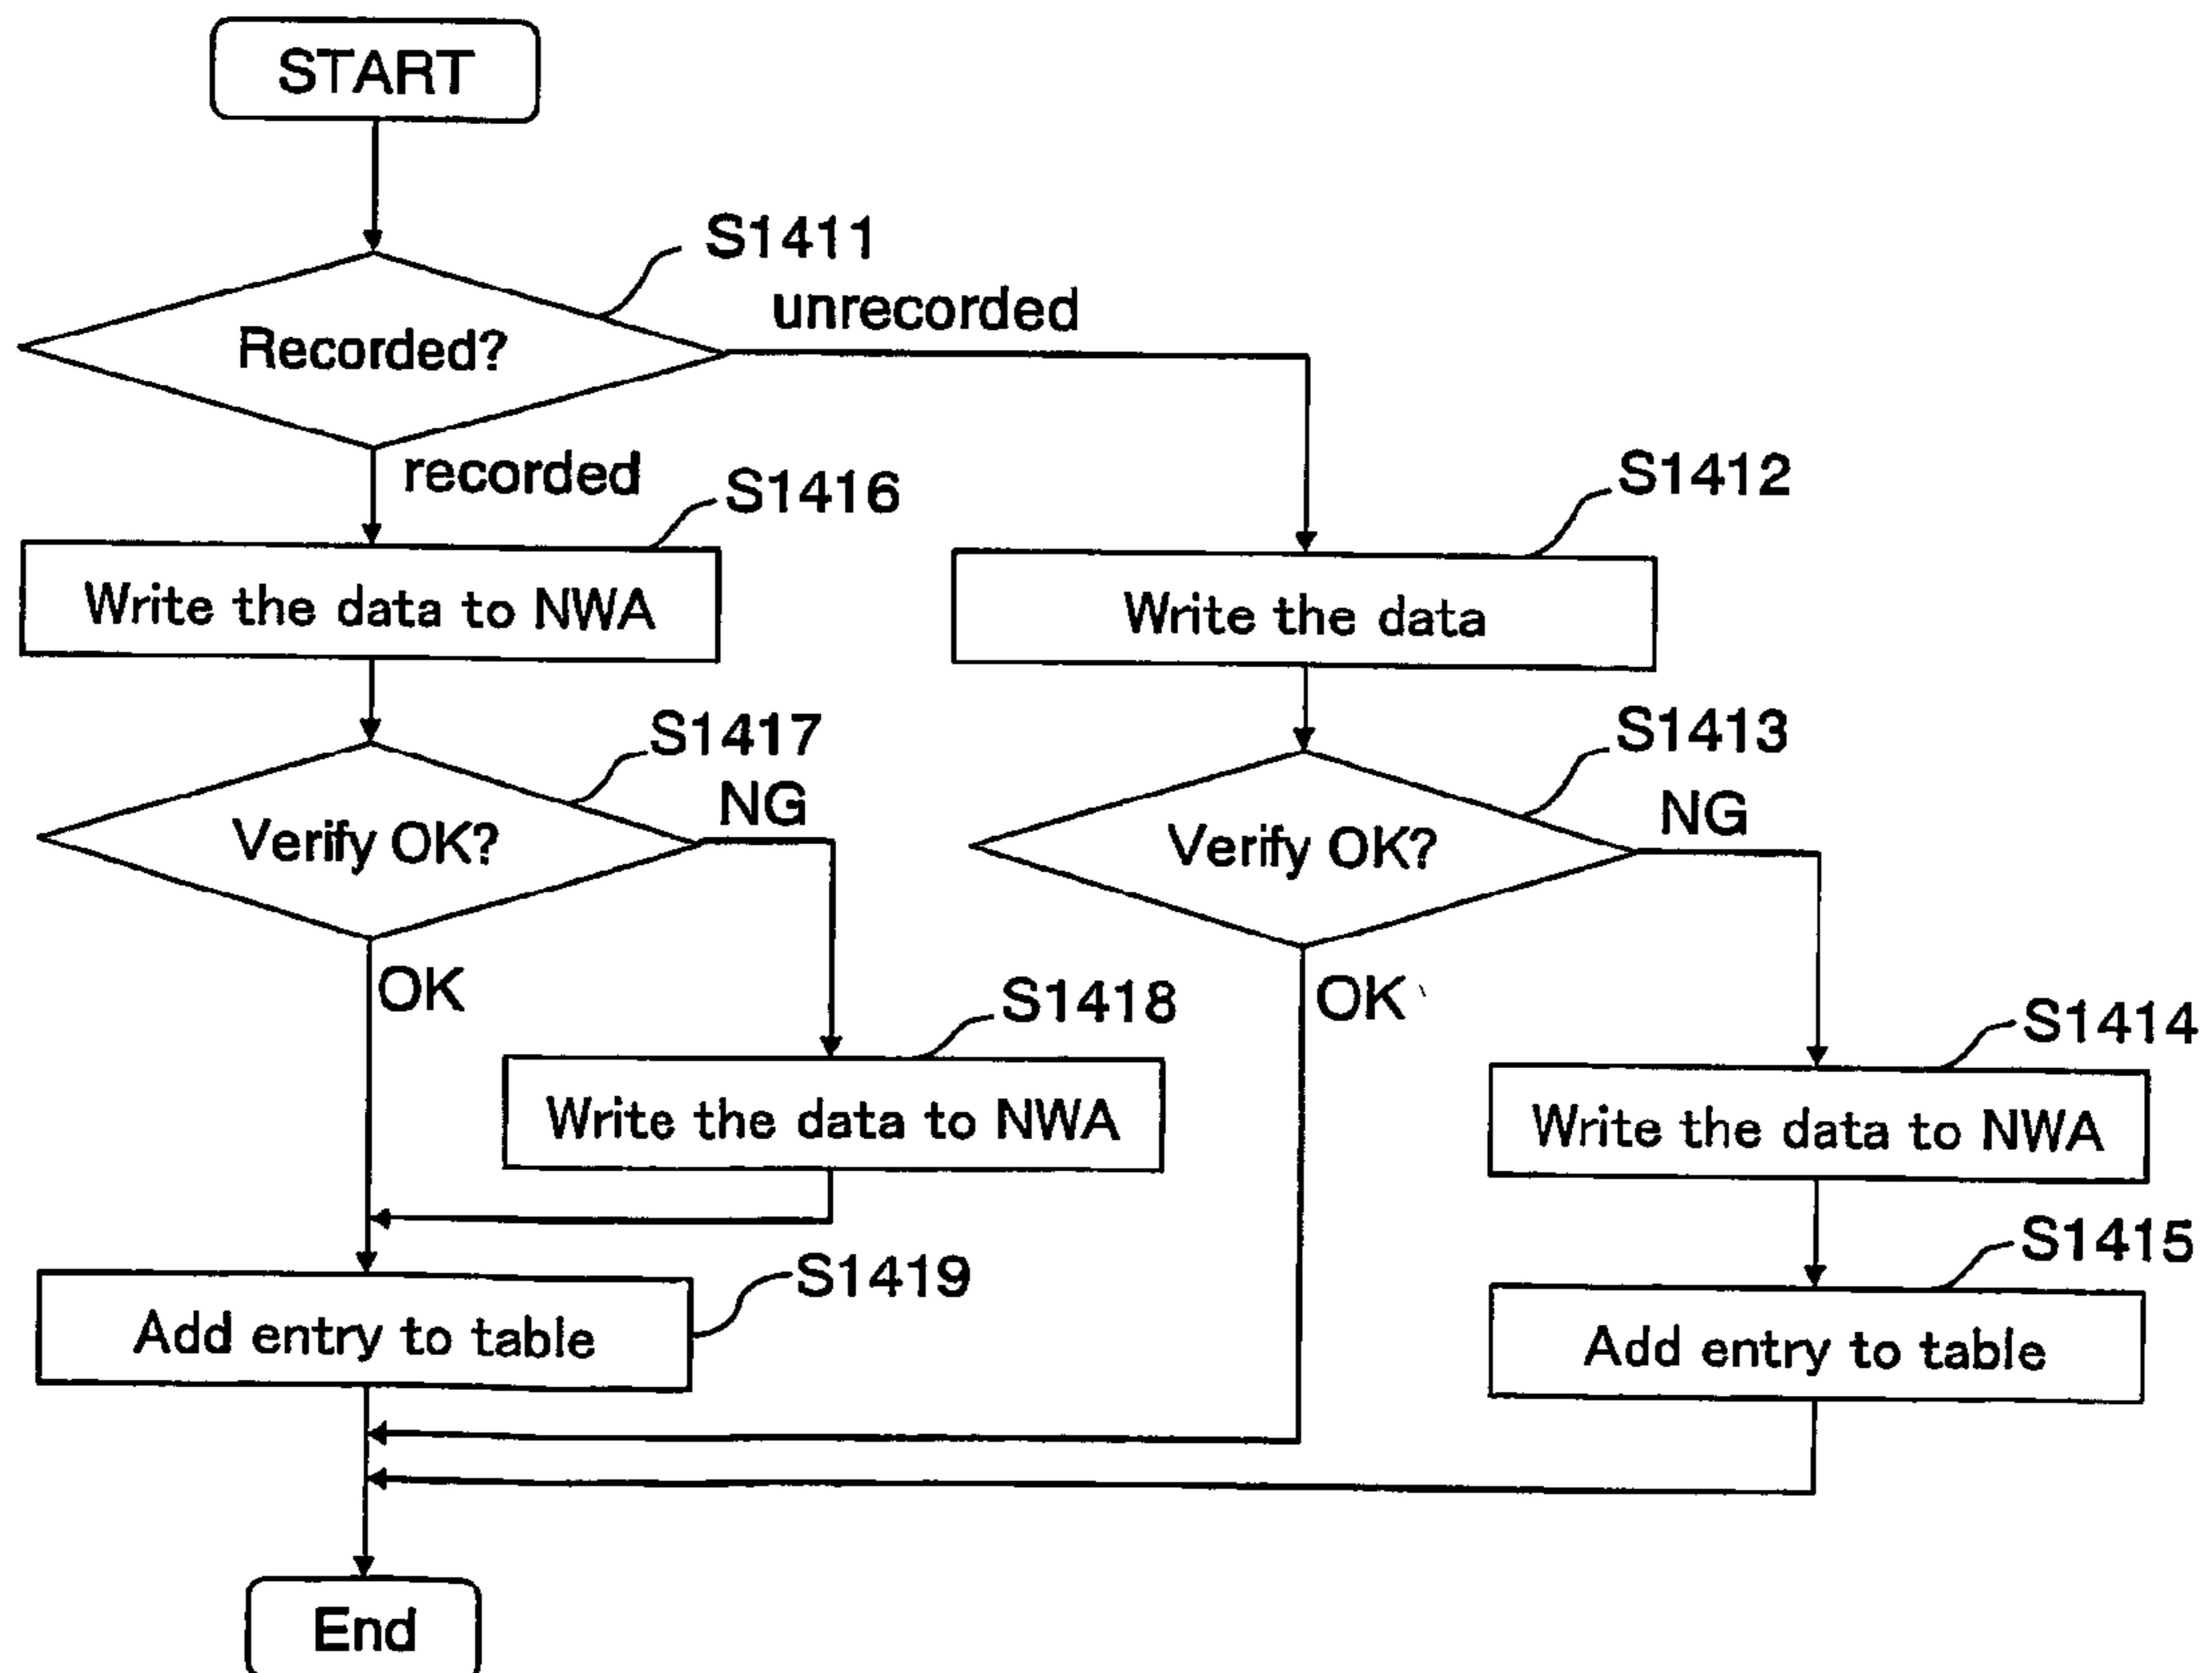 START
S1411
unrecorded
Recorded?
recorded
S1416
S1412
Write the data to NWA
Write the data
S1417
S1413
NG
NG
Verify OK?
Verify OK?
OK
OK
S1418
S1414
Write the data to NWA
Write the data to NWA
S1415
S1419
Add entry to table
Add entry to table
End